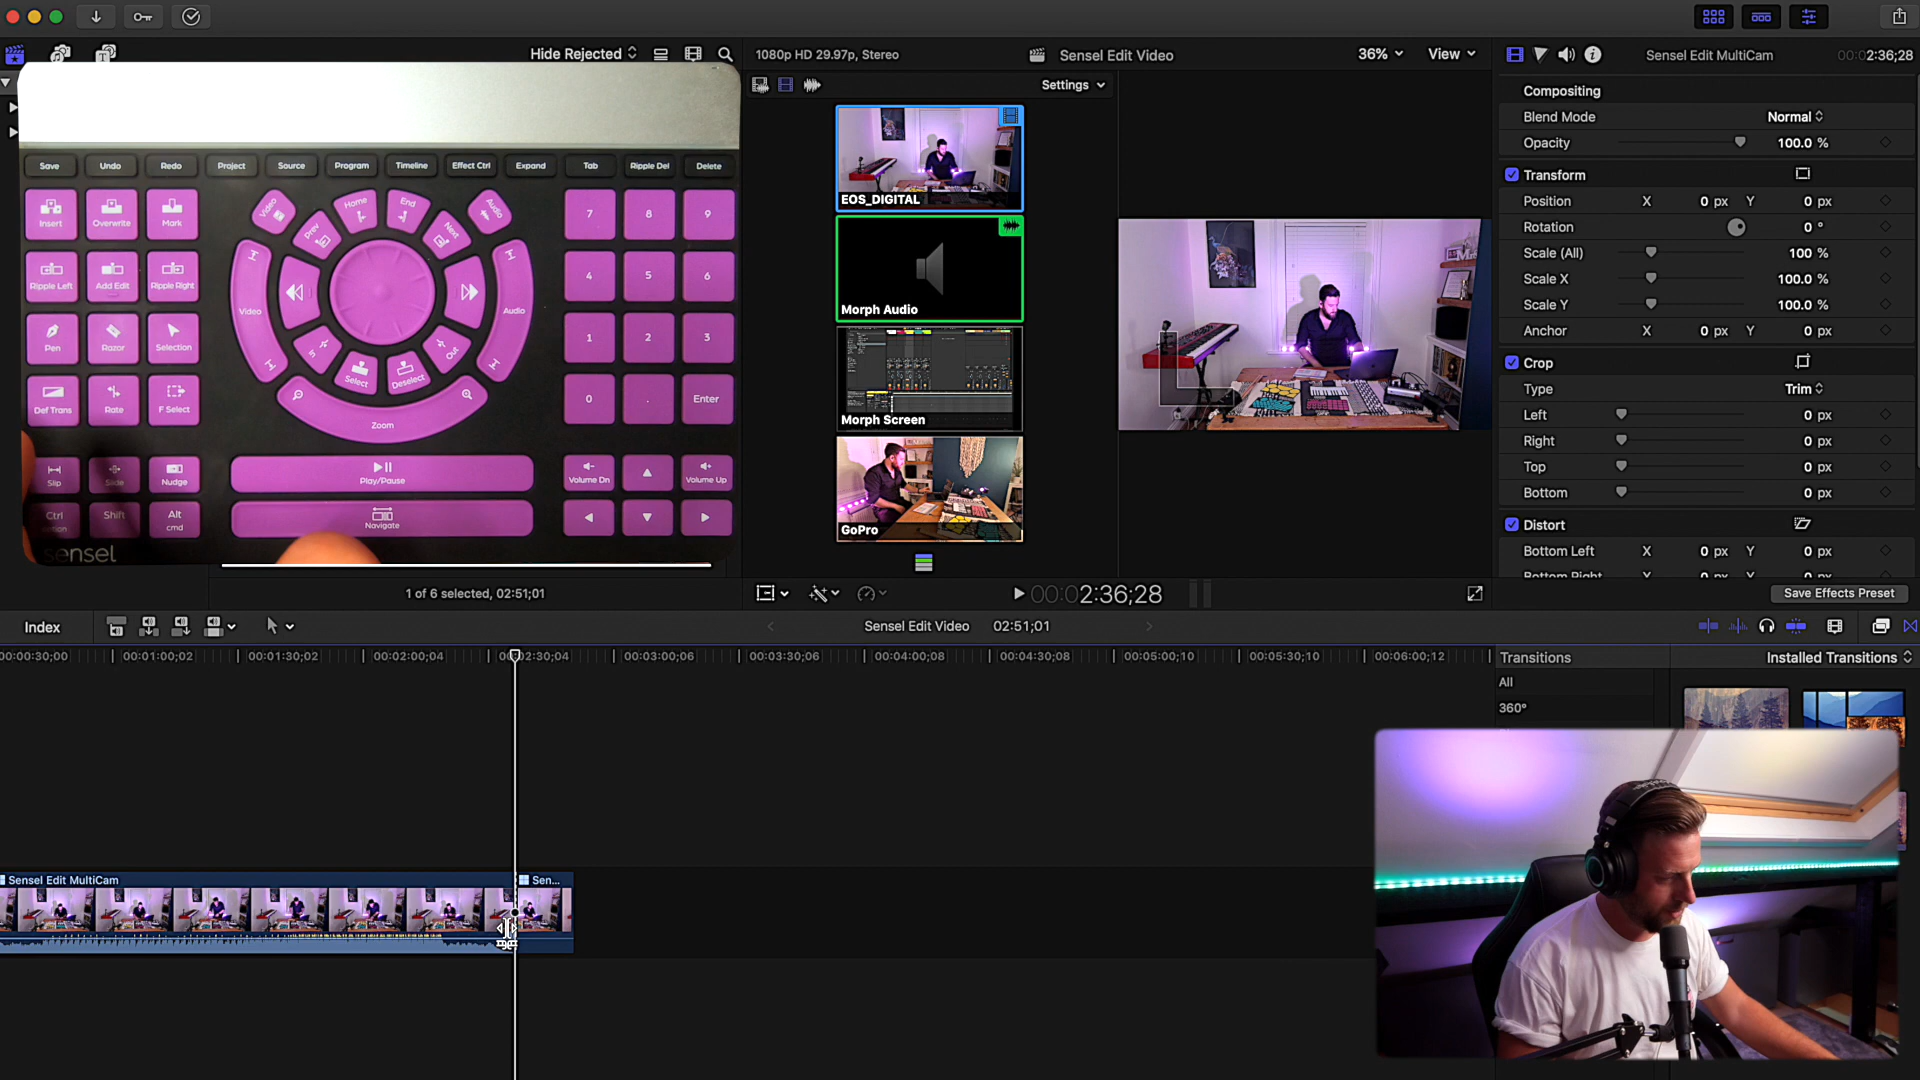 Hide Rejected
1080p HD 29.97p, Stereo
Sensel Edit Video
36%
View
Sensel Edit MultiCam
00:02:36;28
Settings
EOS_DIGITAL
Morph Audio
Morph Screen
GoPro
Save
Undo
Redo
Project
Source
Program
Timeline
Effect Ctrl
Expand
Tab
Ripple Del
Delete
Insert
Overwrite
Mark
Video
Home
End
Audio
Prev
Next
7
8
9
Ripple Left
Add Edit
Ripple Right
Video
Audio
4
5
6
Pen
Razor
Selection
In
Select
Deselect
Out
1
2
3
Def Trans
Rate
F Select
Zoom
0
.
Enter
Slip
Slide
Nudge
Play/Pause
Volume Dn
Volume Up
Ctrl
option
Shift
Alt
cmd
Navigate
sensel
Compositing
Blend Mode
Normal
Opacity
100.0 %
Transform
Position X 0 px Y 0 px
Rotation 0 °
Scale (All) 100 %
Scale X 100.0 %
Scale Y 100.0 %
Anchor X 0 px Y 0 px
Crop
Type Trim
Left 0 px
Right 0 px
Top 0 px
Bottom 0 px
Distort
Bottom Left X 0 px Y 0 px
Bottom Right X 0 px Y 0 px
Save Effects Preset
1 of 6 selected, 02:51;01
00:02:36;28
Index
Sensel Edit Video 02:51;01
00:00:30;00 00:01:00;02 00:01:30;02 00:02:00;04 00:02:30;04 00:03:00;06 00:03:30;06 00:04:00;08 00:04:30;08 00:05:00;10 00:05:30;10 00:06:00;12
Transitions
Installed Transitions
All
360°
Sensel Edit MultiCam
Sen...